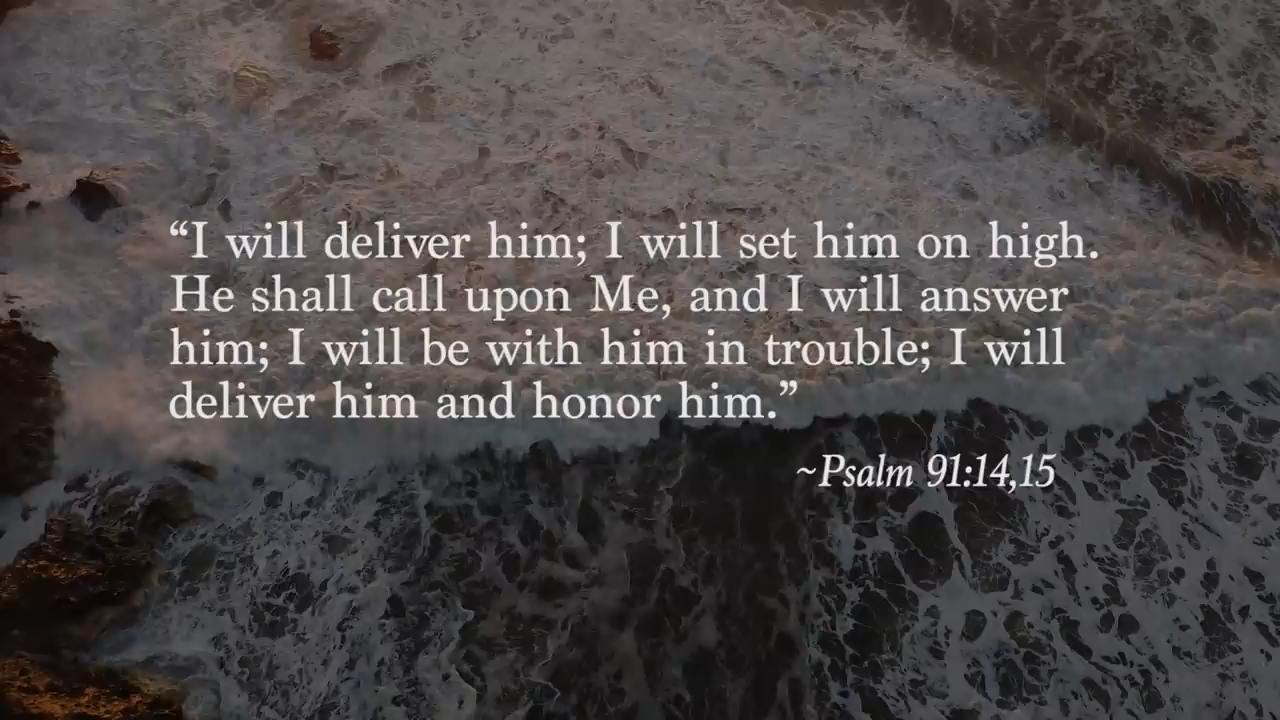 “I will deliver him; I will set him on high.
He shall call upon Me, and I will answer
him; I will be with him in trouble; I will
deliver him and honor him.”
~Psalm 91:14,15